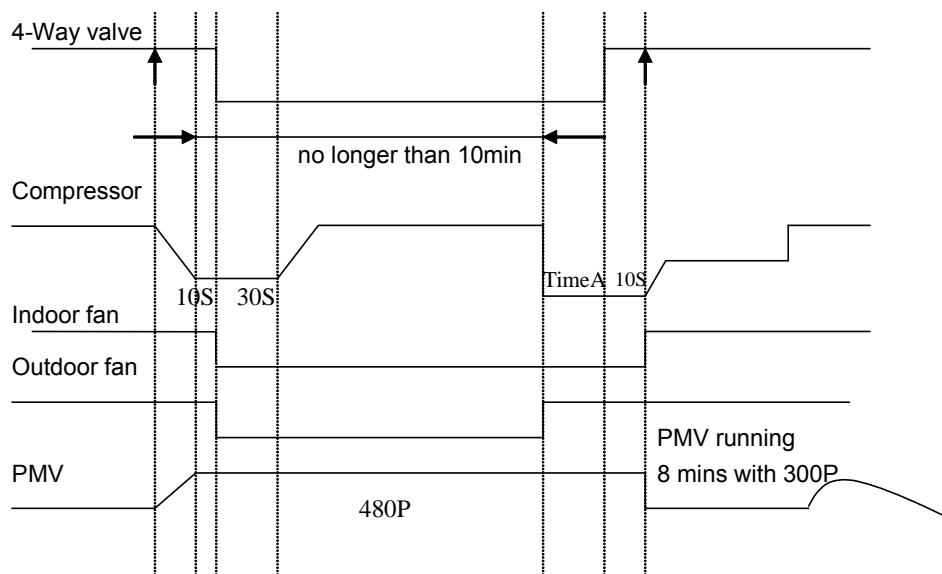 4-Way valve
no longer than 10min
Compressor
10S 30S
TimeA 10S
Indoor fan
Outdoor fan
PMV running
8 mins with 300P
PMV
480P